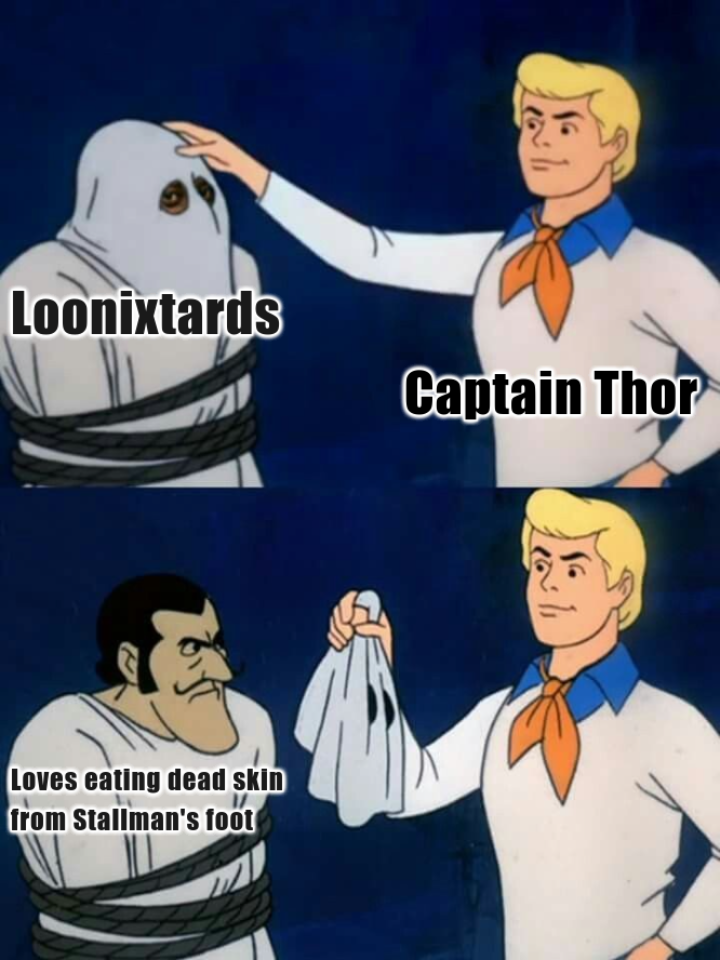 Loonixtards
Captain Thor
Loves eating dead skin
from Stallman's foot